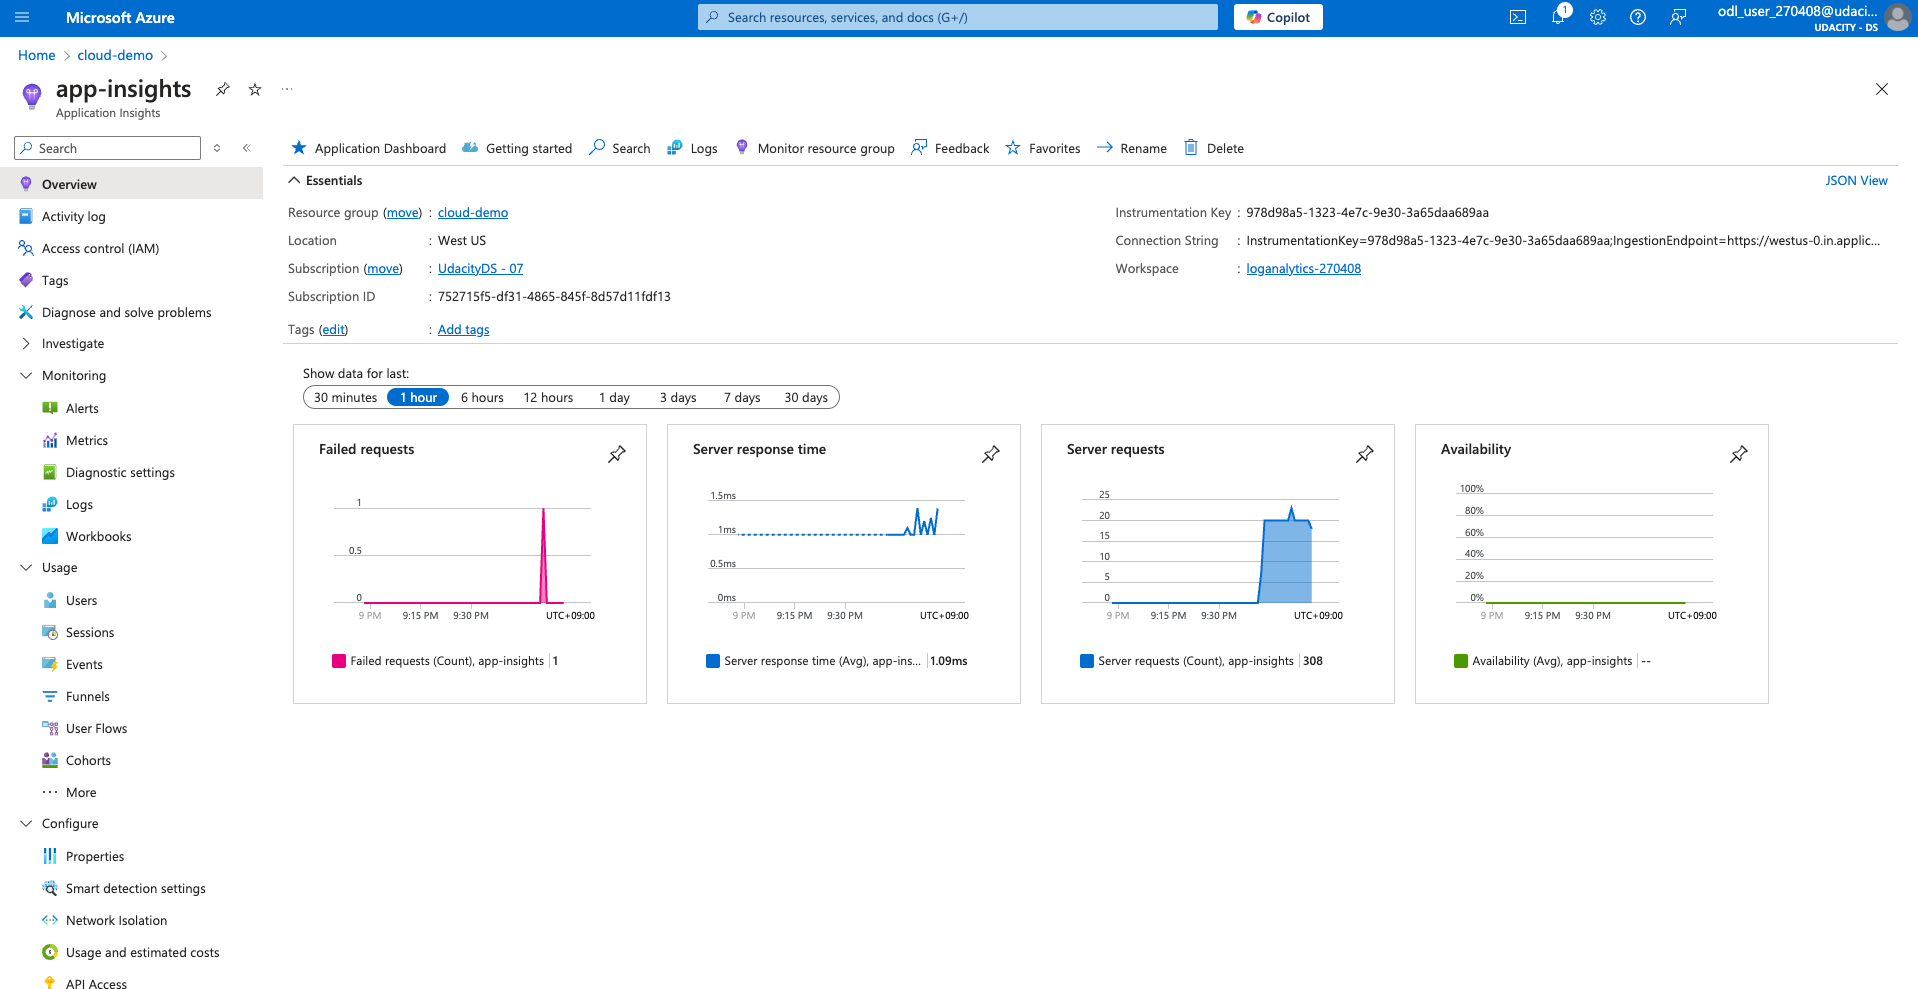 Microsoft Azure
Search resources, services, and docs (G+/)
Copilot
1
odl_user_270408@udaci...
UDACITY - DS
Home
cloud-demo
app-insights
Application Insights
Search
Overview
Activity log
Access control (IAM)
Tags
Diagnose and solve problems
Investigate
Monitoring
Alerts
Metrics
Diagnostic settings
Logs
Workbooks
Usage
Users
Sessions
Events
Funnels
User Flows
Cohorts
More
Configure
Properties
Smart detection settings
Network Isolation
Usage and estimated costs
API Access
Application Dashboard
Getting started
Search
Logs
Monitor resource group
Feedback
Favorites
Rename
Delete
Essentials
JSON View
Resource group (move) : cloud-demo
Location : West US
Subscription (move) : UdacityDS - 07
Subscription ID : 752715f5-df31-4865-845f-8d57d11fdf13
Tags (edit) : Add tags
Instrumentation Key : 978d98a5-1323-4e7c-9e30-3a65daa689aa
Connection String : InstrumentationKey=978d98a5-1323-4e7c-9e30-3a65daa689aa;IngestionEndpoint=https://westus-0.in.applic...
Workspace : loganalytics-270408
Show data for last:
30 minutes 1 hour 6 hours 12 hours 1 day 3 days 7 days 30 days
Failed requests
1
0.5
0
9 PM 9:15 PM 9:30 PM UTC+09:00
Failed requests (Count), app-insights 1
Server response time
1.5ms
1ms
0.5ms
0ms
9 PM 9:15 PM 9:30 PM UTC+09:00
Server response time (Avg), app-ins... 1.09ms
Server requests
25
20
15
10
5
0
9 PM 9:15 PM 9:30 PM UTC+09:00
Server requests (Count), app-insights 308
Availability
100%
80%
60%
40%
20%
0%
9 PM 9:15 PM 9:30 PM UTC+09:00
Availability (Avg), app-insights --